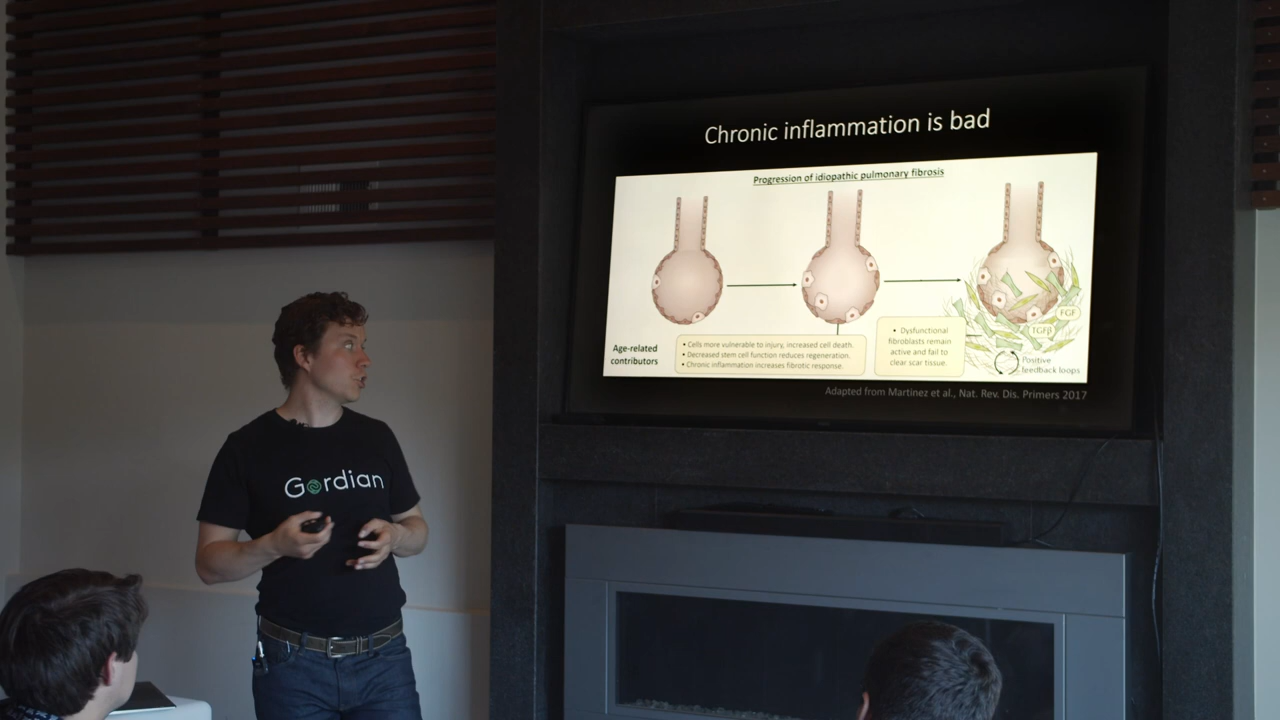 Chronic inflammation is bad
Progression of idiopathic pulmonary fibrosis
FGF
TGFβ
Age-related
contributors
• Cells more vulnerable to injury, increased cell death.
• Decreased stem cell function reduces regeneration.
• Chronic inflammation increases fibrotic response.
• Dysfunctional
fibroblasts remain
active and fail to
clear scar tissue.
Positive
feedback loops
Adapted from Martinez et al., Nat. Rev. Dis. Primers 2017
Gordian